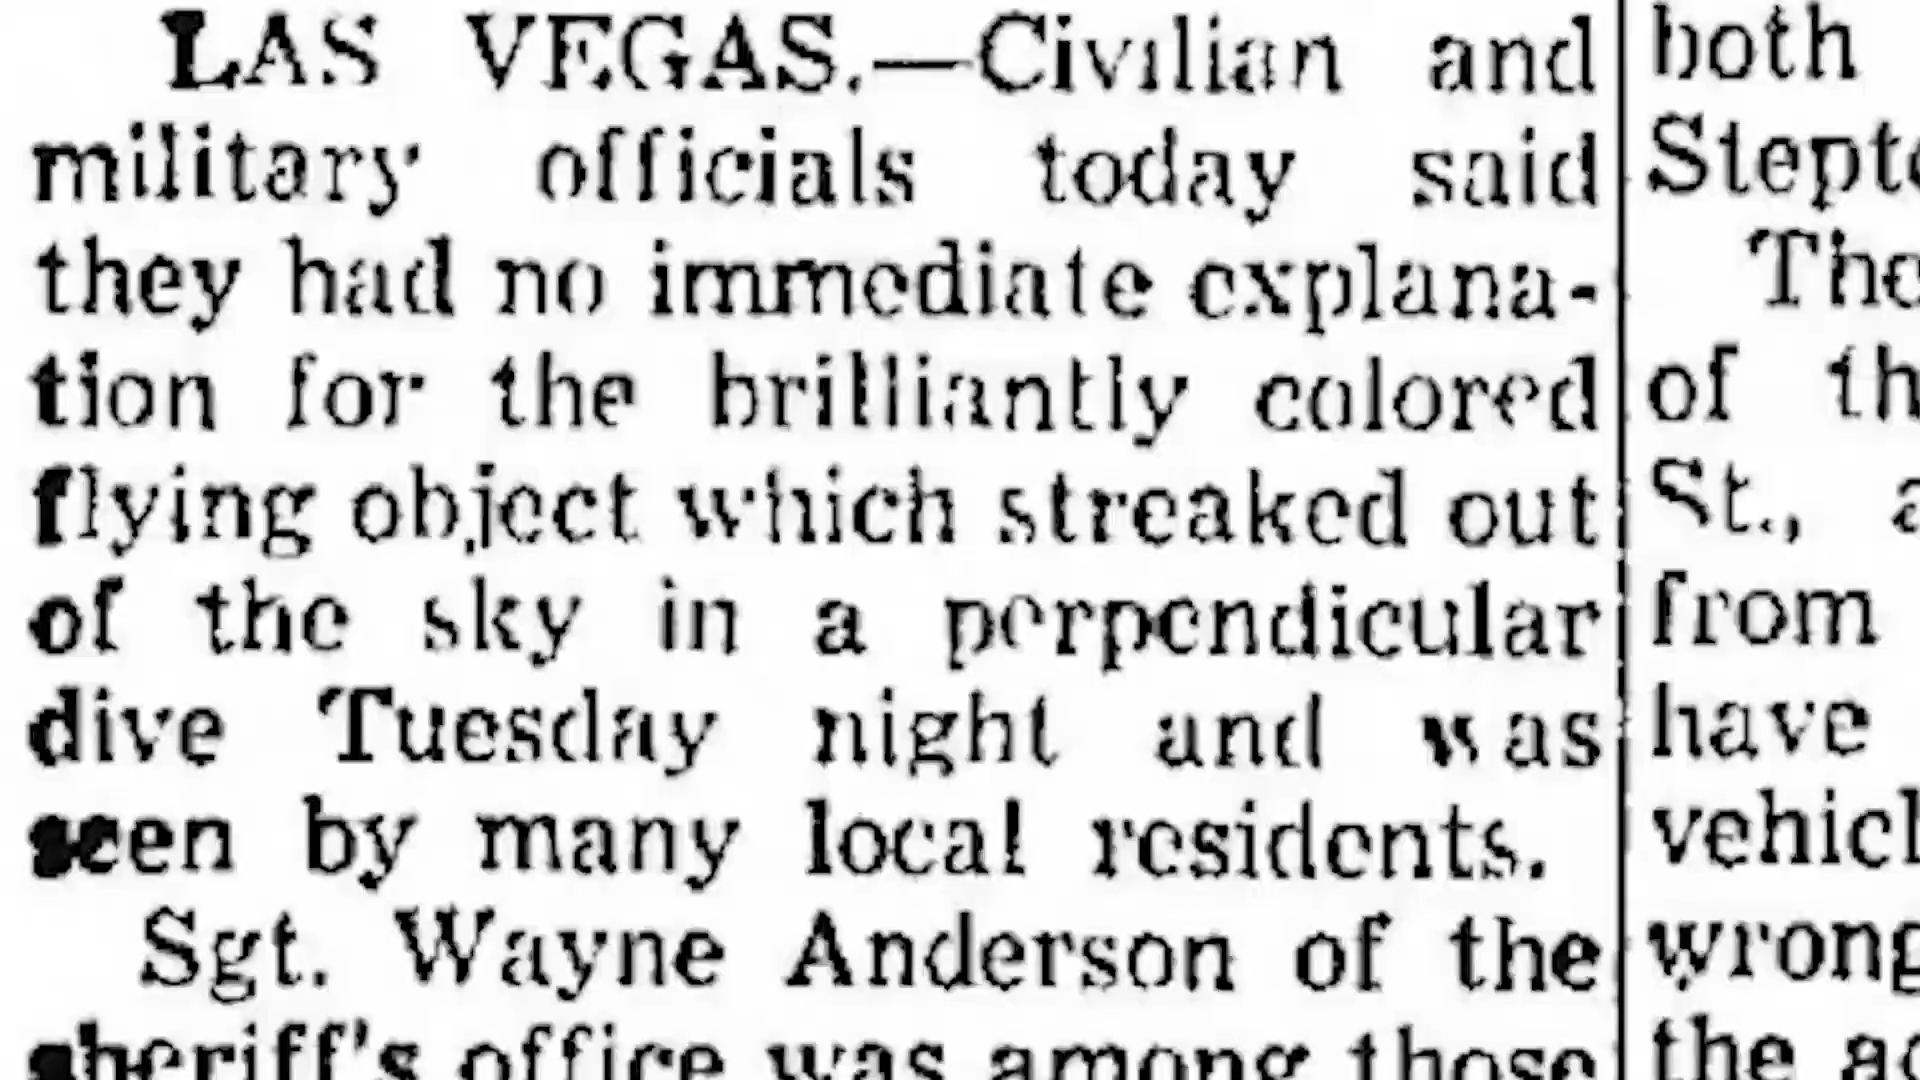 LAS VEGAS.—Civilian and
military officials today said
they had no immediate explana-
tion for the brilliantly colored
flying object which streaked out
of the sky in a perpendicular
dive Tuesday night and was
seen by many local residents.
Sgt. Wayne Anderson of the
sheriff's office was among those
both
Stept
The
of th
St., a
from
have
vehicl
wrong
the ac